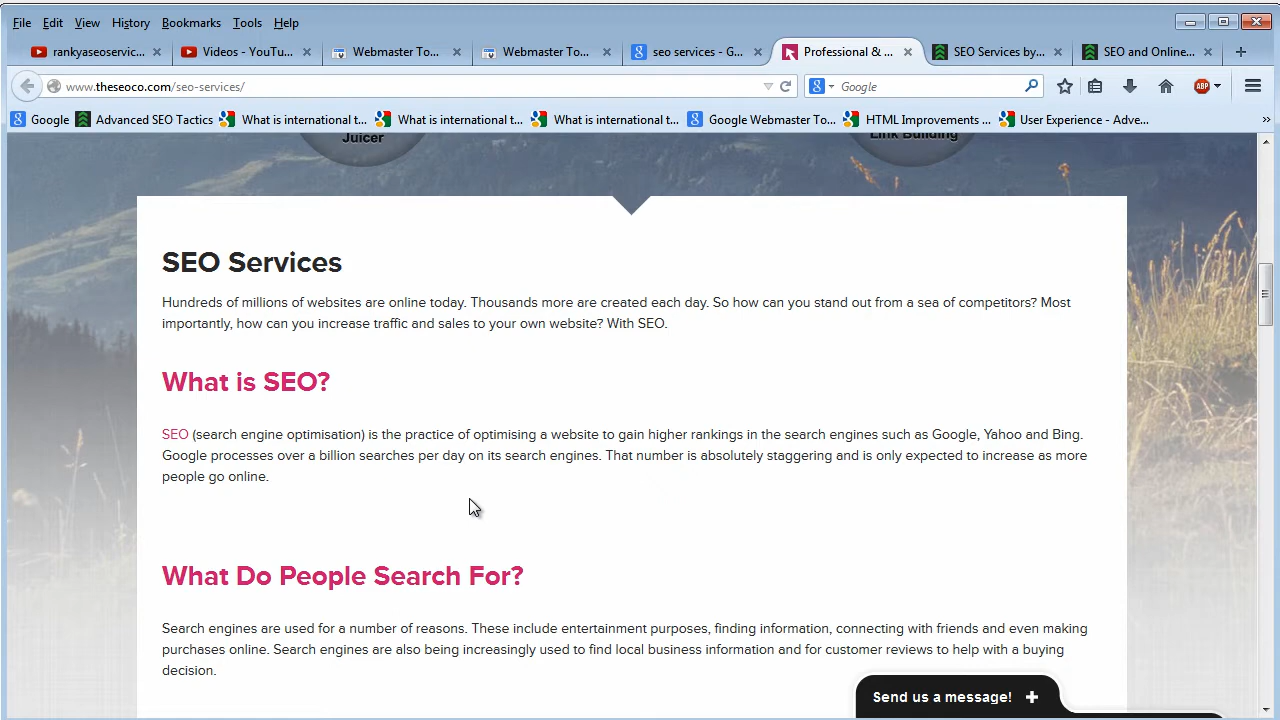 File Edit View History Bookmarks Tools Help
rankyaseoservic... Videos - YouTu... Webmaster To... Webmaster To... seo services - G... Professional & ... SEO Services by... SEO and Online...
www.theseoco.com/seo-services/ Google ABP
Google Advanced SEO Tactics What is international t... What is international t... What is international t... Google Webmaster To... HTML Improvements ... User Experience - Adve...
Juicer Link Building
SEO Services
Hundreds of millions of websites are online today. Thousands more are created each day. So how can you stand out from a sea of competitors? Most
importantly, how can you increase traffic and sales to your own website? With SEO.
What is SEO?
SEO (search engine optimisation) is the practice of optimising a website to gain higher rankings in the search engines such as Google, Yahoo and Bing.
Google processes over a billion searches per day on its search engines. That number is absolutely staggering and is only expected to increase as more
people go online.
What Do People Search For?
Search engines are used for a number of reasons. These include entertainment purposes, finding information, connecting with friends and even making
purchases online. Search engines are also being increasingly used to find local business information and for customer reviews to help with a buying
decision.
Send us a message! +